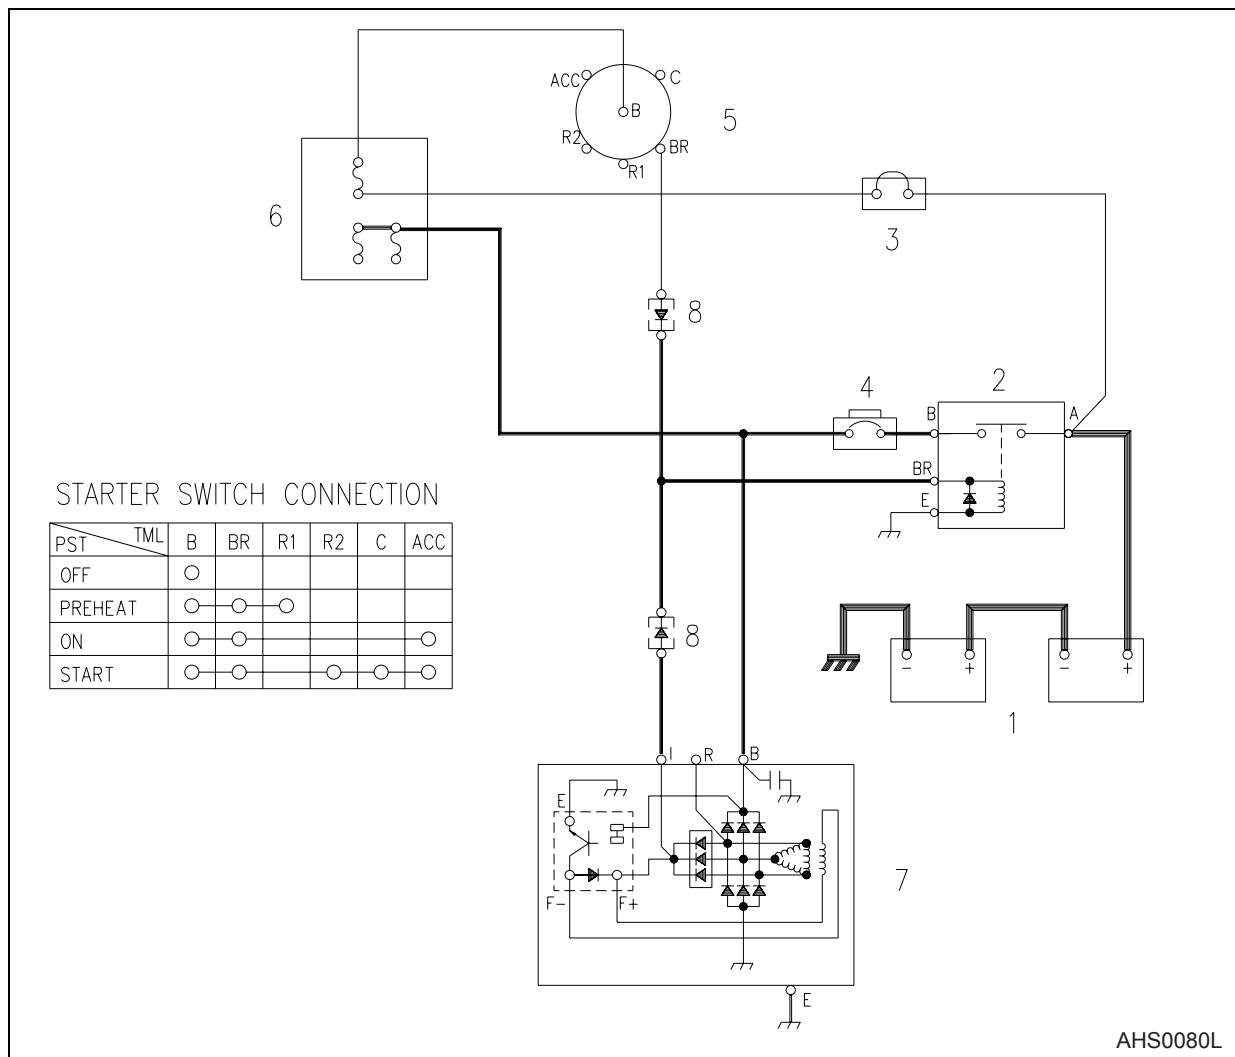 ACC
C
B
5
R2
BR
R1
6
3
8
4
2
B
A
BR
E
STARTER SWITCH CONNECTION
PST TML B BR R1 R2 C ACC
OFF
PREHEAT
ON
START
8
- + - +
1
I R B
E
7
F- F+
E
AHS0080L